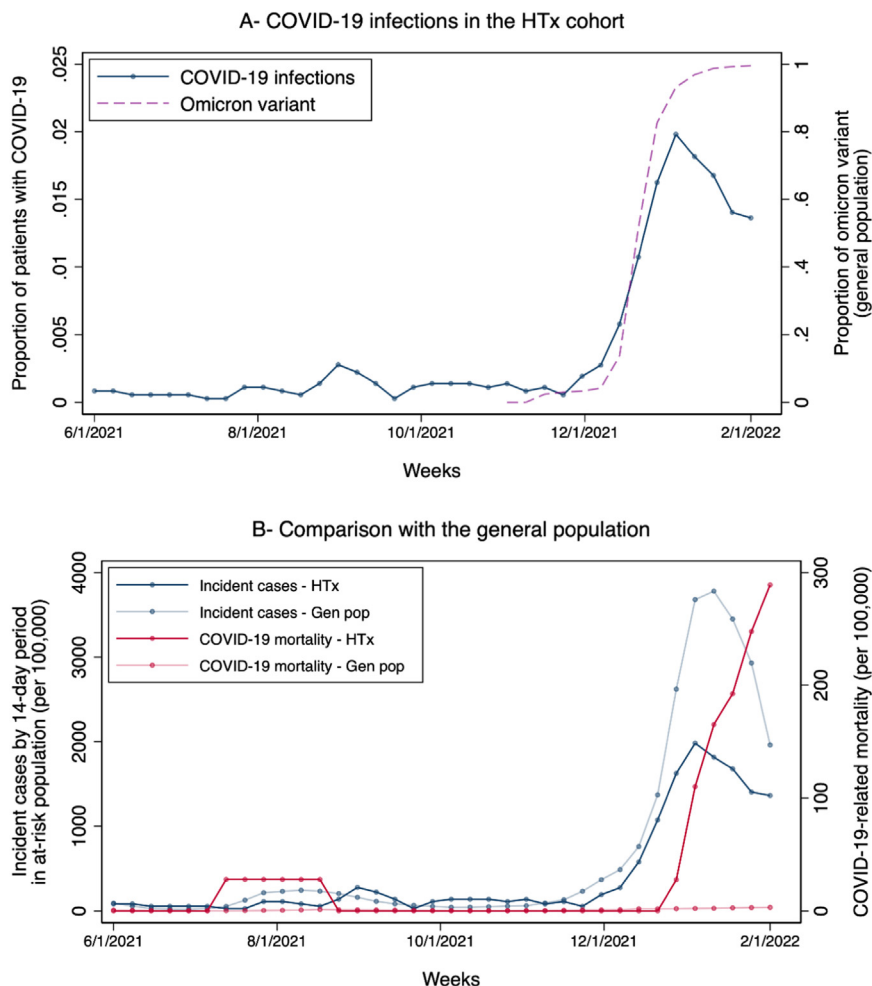 A- COVID-19 infections in the HTx cohort
COVID-19 infections
Omicron variant
Proportion of patients with COVID-19
.025
.02
.015
.01
.005
0
1
.8
.6
.4
.2
0
Proportion of omicron variant
(general population)
6/1/2021 8/1/2021 10/1/2021 12/1/2021 2/1/2022
Weeks
B- Comparison with the general population
Incident cases - HTx
Incident cases - Gen pop
COVID-19 mortality - HTx
COVID-19 mortality - Gen pop
Incident cases by 14-day period
in at-risk population (per 100,000)
4000
3000
2000
1000
0
300
200
100
0
COVID-19-related mortality (per 100,000)
6/1/2021 8/1/2021 10/1/2021 12/1/2021 2/1/2022
Weeks